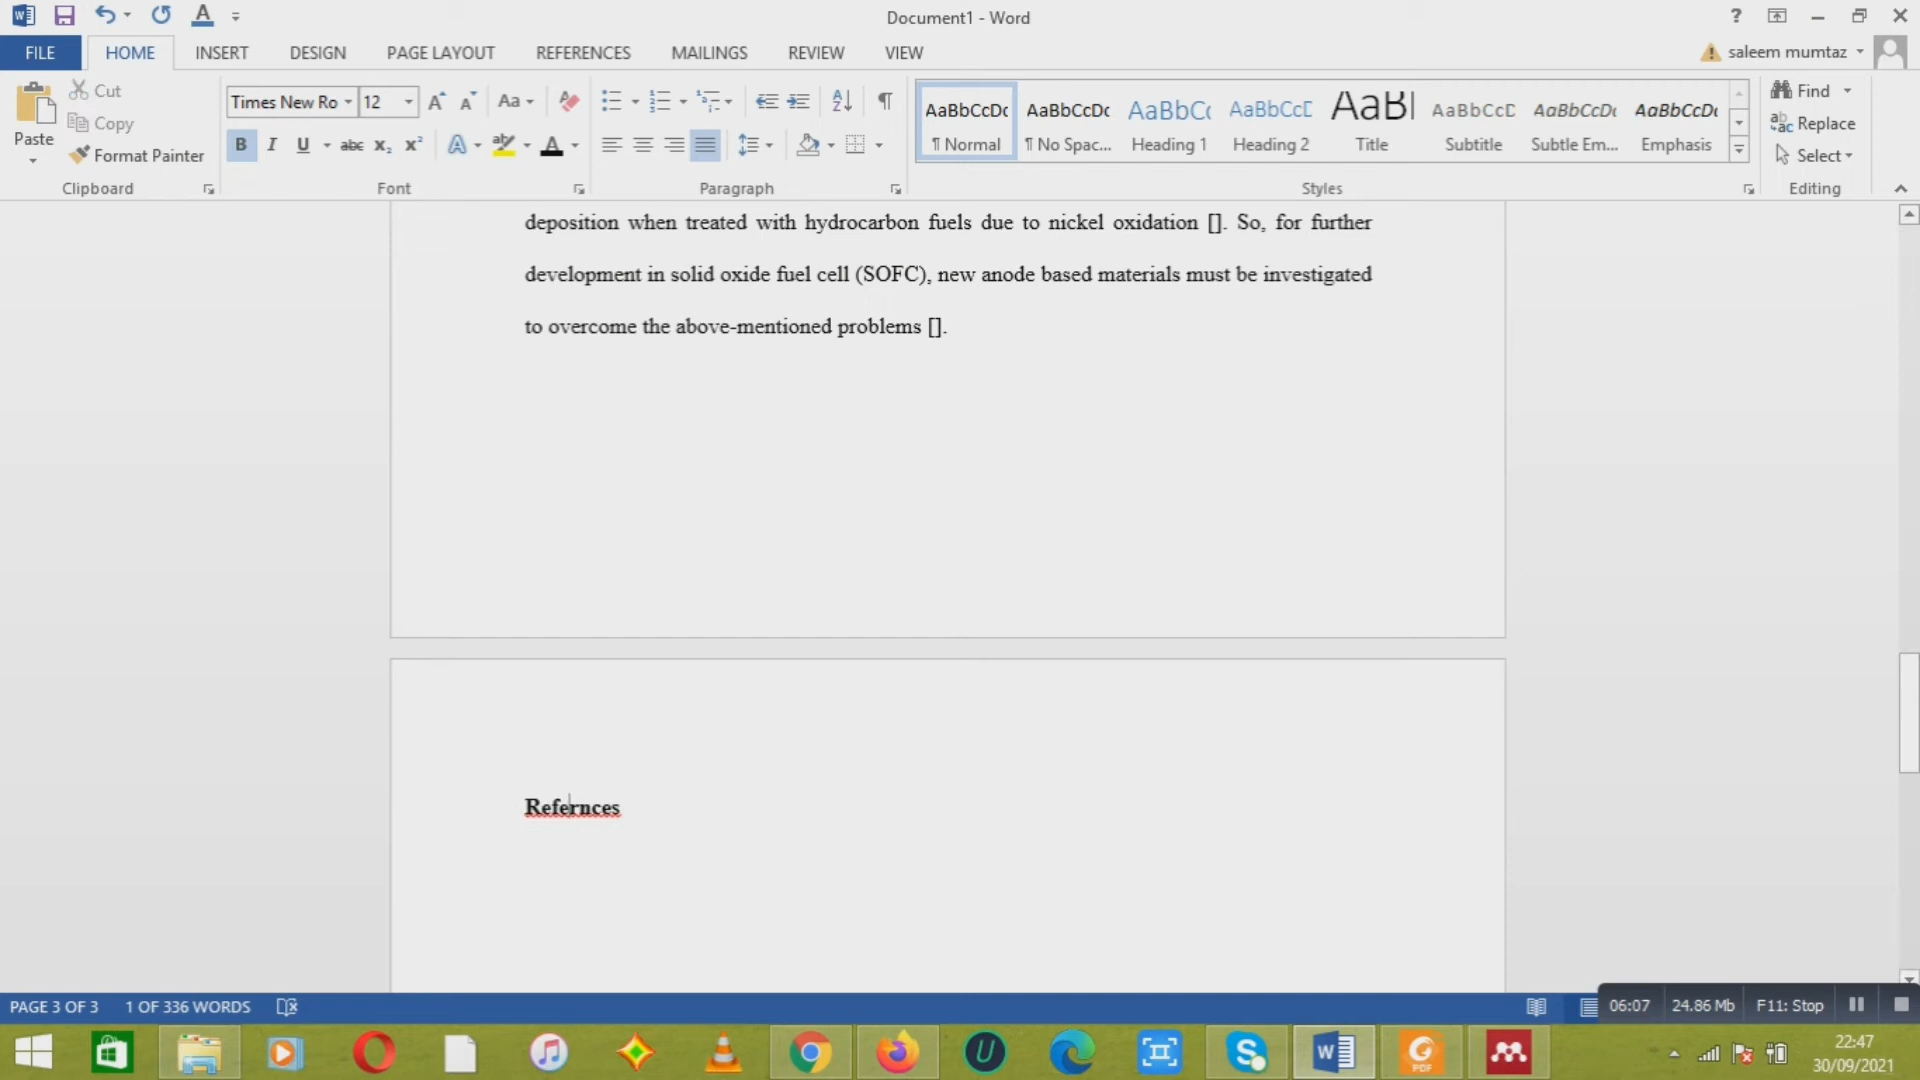 Document1 - Word
?
FILE HOME INSERT DESIGN PAGE LAYOUT REFERENCES MAILINGS REVIEW VIEW
saleem mumtaz
Paste
Cut
Copy
Format Painter
Clipboard
Times New Ro 12
Font
Paragraph
AaBbCcDc AaBbCcDc AaBbC( AaBbCcD AaB AaBbCcD AaBbCcDc AaBbCcDc
¶ Normal ¶ No Spac... Heading 1 Heading 2 Title Subtitle Subtle Em... Emphasis
Styles
Find
Replace
Select
Editing
deposition when treated with hydrocarbon fuels due to nickel oxidation []. So, for further
development in solid oxide fuel cell (SOFC), new anode based materials must be investigated
to overcome the above-mentioned problems [].
Refernces
PAGE 3 OF 3 1 OF 336 WORDS
06:07 24.86 Mb F11: Stop
22:47
30/09/2021